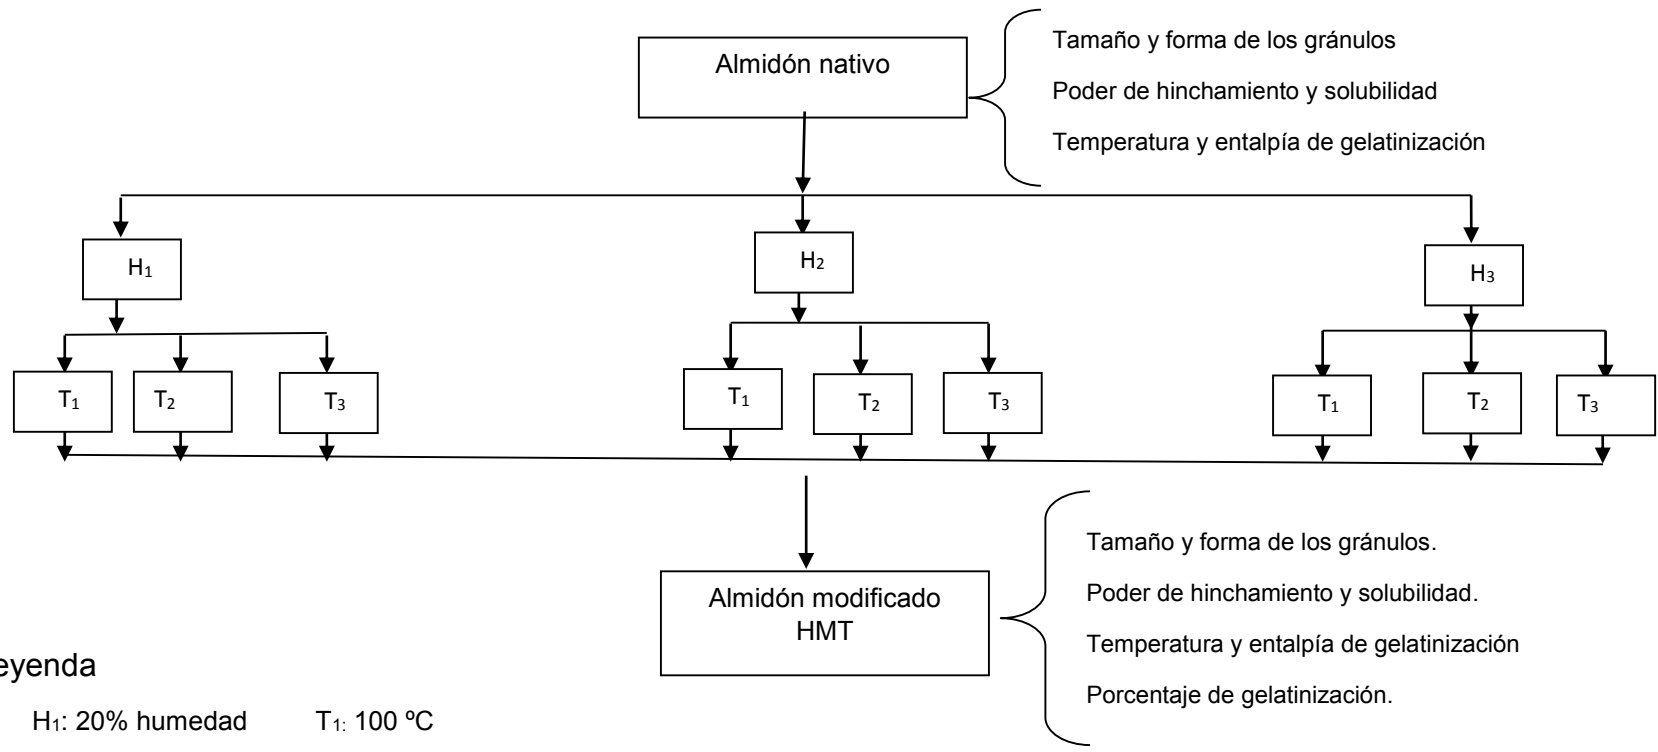 Almidón nativo
Tamaño y forma de los gránulos
Poder de hinchamiento y solubilidad
Temperatura y entalpía de gelatinización
H₁
H₂
H₃
T₁
T₂
T₃
T₁
T₂
T₃
T₁
T₂
T₃
Almidón modificado
HMT
Tamaño y forma de los gránulos.
Poder de hinchamiento y solubilidad.
Temperatura y entalpía de gelatinización
Porcentaje de gelatinización.
eyenda
H₁: 20% humedad T₁: 100 ºC